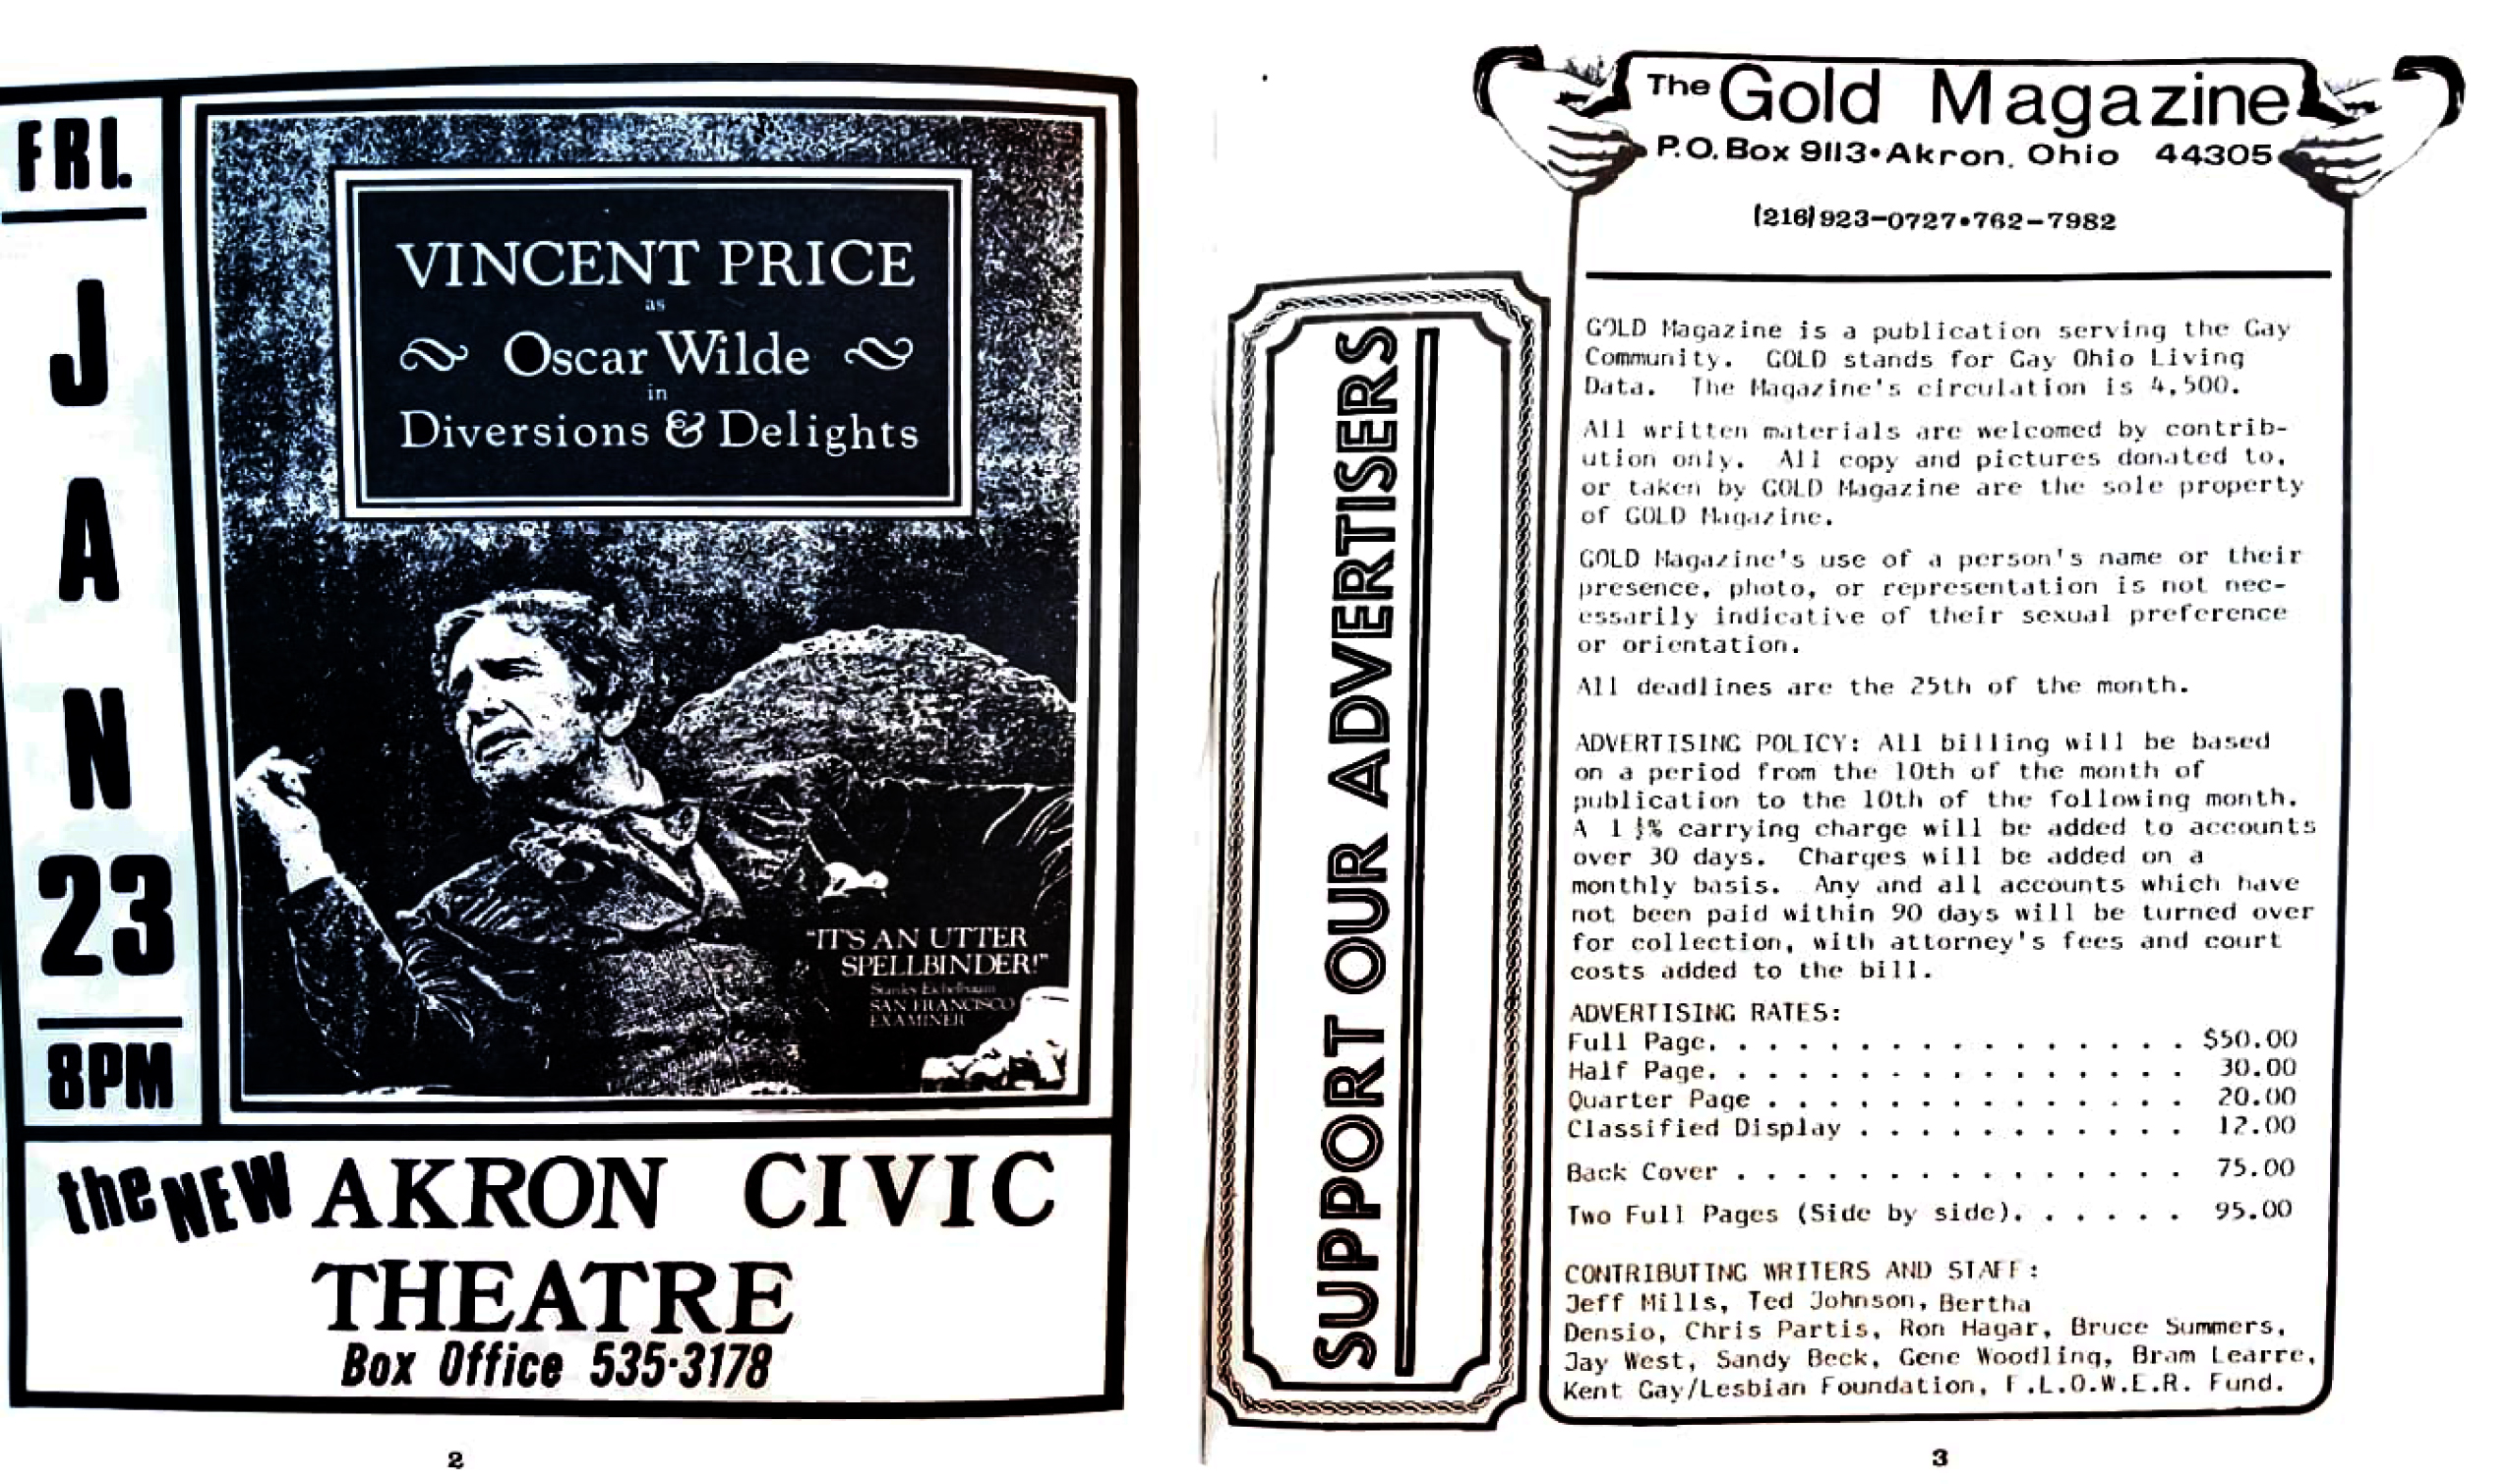 FRI.
JAN
23
8PM
VINCENT PRICE
as
Oscar Wilde
in
Diversions & Delights
"IT'S AN UTTER
SPELLBINDER!"
Stanley Eichelbaum
SAN FRANCISCO
EXAMINER
the NEW AKRON CIVIC
THEATRE
Box Office 535-3178
2
The Gold Magazine
P.O. Box 9113•Akron, Ohio 44305
(216) 923-0727•762-7982
SUPPORT OUR ADVERTISERS
GOLD Magazine is a publication serving the Gay
Community. GOLD stands for Gay Ohio Living
Data. The Magazine's circulation is 4,500.
All written materials are welcomed by contrib-
ution only. All copy and pictures donated to,
or taken by GOLD Magazine are the sole property
of GOLD Magazine.
GOLD Magazine's use of a person's name or their
presence, photo, or representation is not nec-
essarily indicative of their sexual preference
or orientation.
All deadlines are the 25th of the month.
ADVERTISING POLICY: All billing will be based
on a period from the 10th of the month of
publication to the 10th of the following month.
A 1½% carrying charge will be added to accounts
over 30 days. Charges will be added on a
monthly basis. Any and all accounts which have
not been paid within 90 days will be turned over
for collection, with attorney's fees and court
costs added to the bill.
ADVERTISING RATES:
Full Page. . . . . . . . . . . . . . . . . $50.00
Half Page. . . . . . . . . . . . . . . . . 30.00
Quarter Page . . . . . . . . . . . . . . . 20.00
Classified Display . . . . . . . . . . . . 12.00
Back Cover . . . . . . . . . . . . . . . . 75.00
Two Full Pages (Side by side). . . . . . . 95.00
CONTRIBUTING WRITERS AND STAFF:
Jeff Mills, Ted Johnson, Bertha
Densio, Chris Partis, Ron Hagar, Bruce Summers,
Jay West, Sandy Beck, Gene Woodling, Bram Learre,
Kent Gay/Lesbian Foundation, F.L.O.W.E.R. Fund.
3